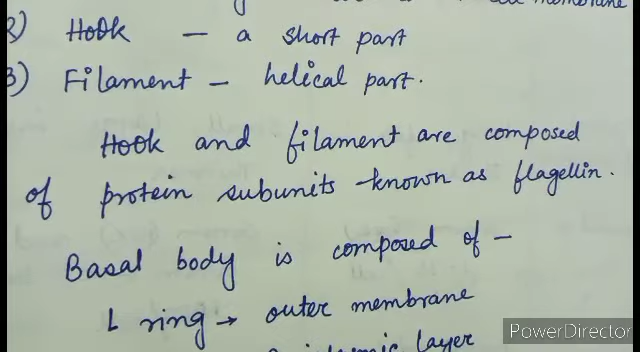 2) Hook — a short part
3) Filament — helical part.
Hook and filament are composed
of protein subunits known as flagellin.
Basal body is composed of —
L ring → outer membrane
layer
PowerDirector